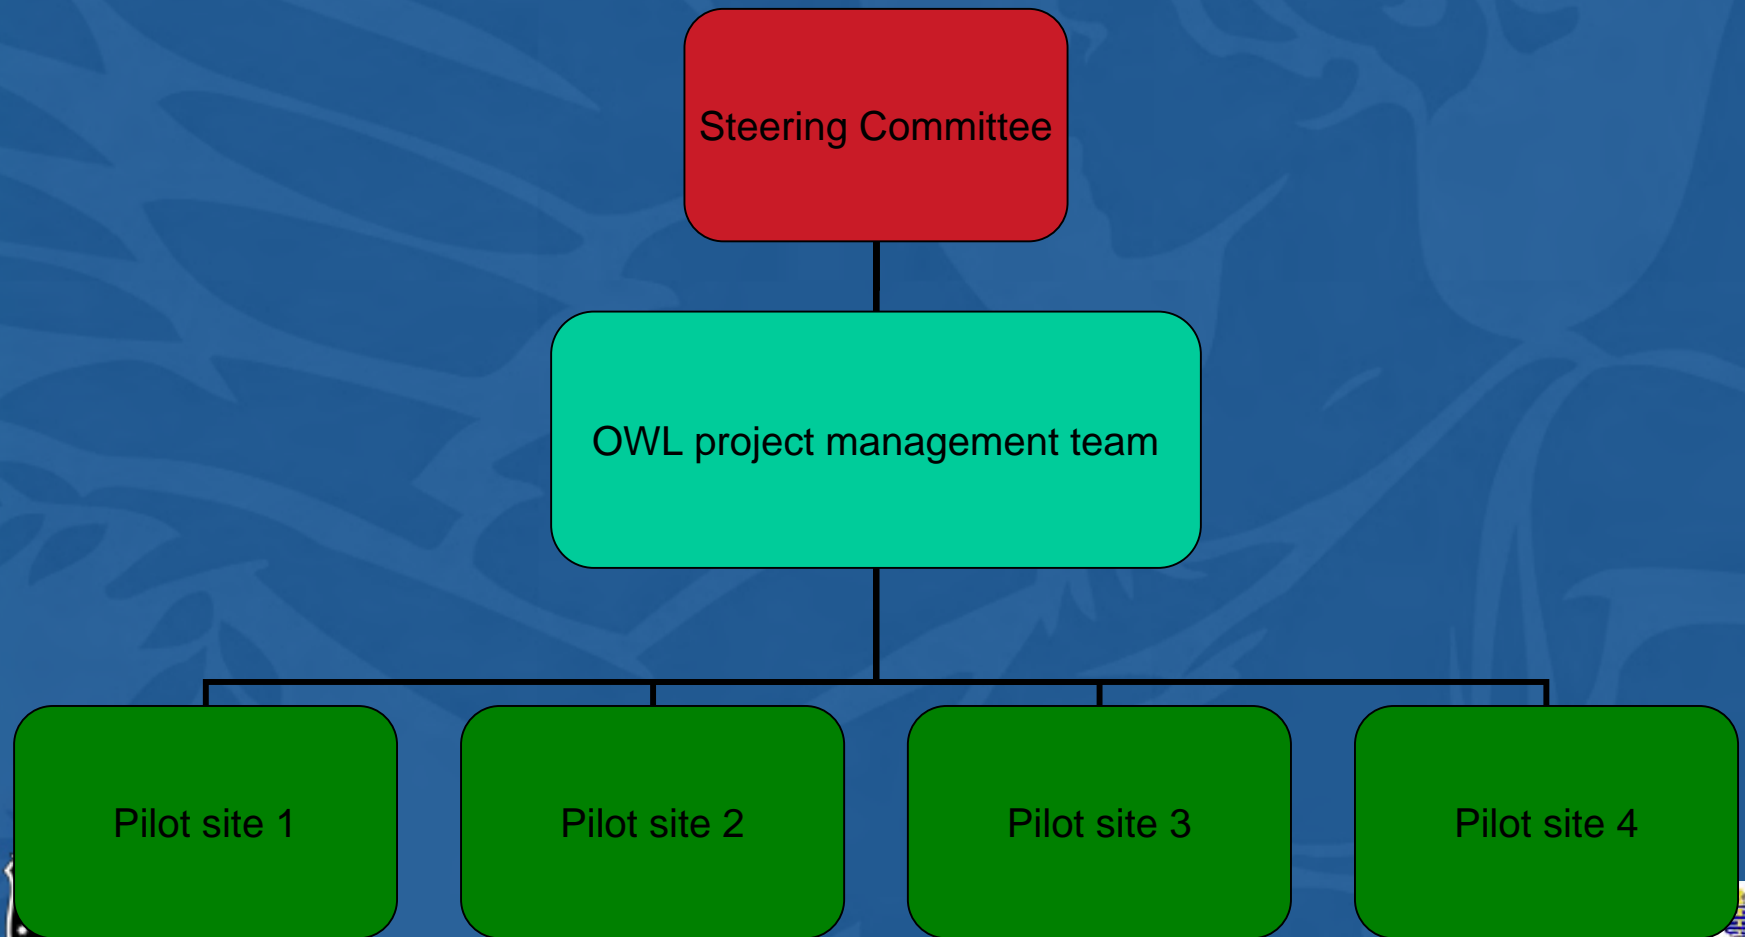 Steering Committee
OWL project management team
Pilot site 1
Pilot site 2
Pilot site 3
Pilot site 4